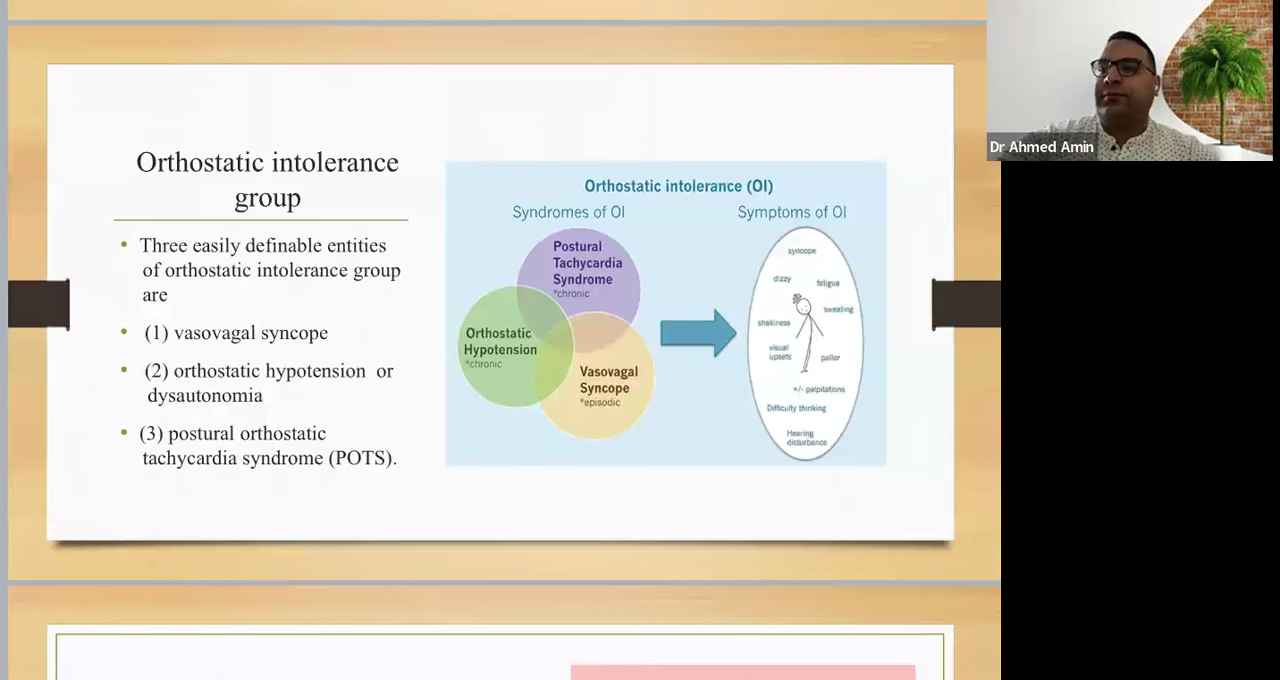 Orthostatic intolerance
group
• Three easily definable entities
of orthostatic intolerance group
are
• (1) vasovagal syncope
• (2) orthostatic hypotension or
dysautonomia
• (3) postural orthostatic
tachycardia syndrome (POTS).
Orthostatic intolerance (OI)
Syndromes of OI
Postural
Tachycardia
Syndrome
*chronic
Orthostatic
Hypotension
*chronic
Vasovagal
Syncope
*episodic
Symptoms of OI
syncope
dizzy
fatigue
sweating
shakiness
visual
upsets
pallor
+/- palpitations
Difficulty thinking
Hearing
disturbance
Dr Ahmed Amin